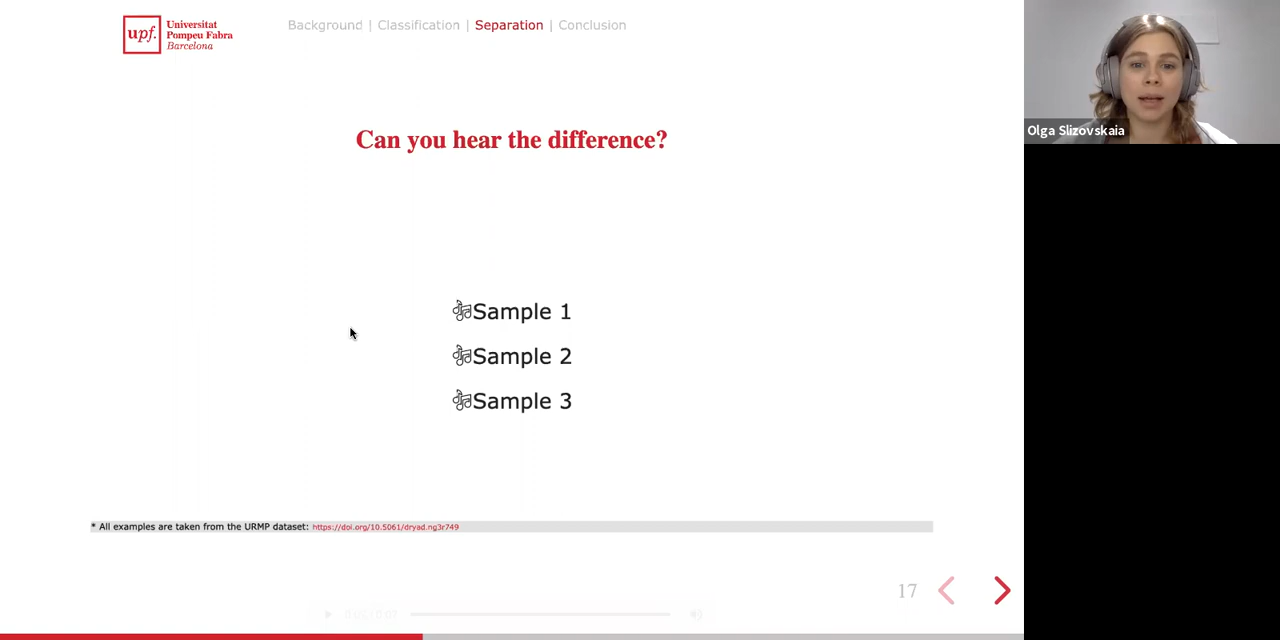 upf. Universitat
Pompeu Fabra
Barcelona
Background | Classification | Separation | Conclusion
Olga Slizovskaia
Can you hear the difference?
Sample 1
Sample 2
Sample 3
* All examples are taken from the URMP dataset: https://doi.org/10.5061/dryad.ng3r749
17